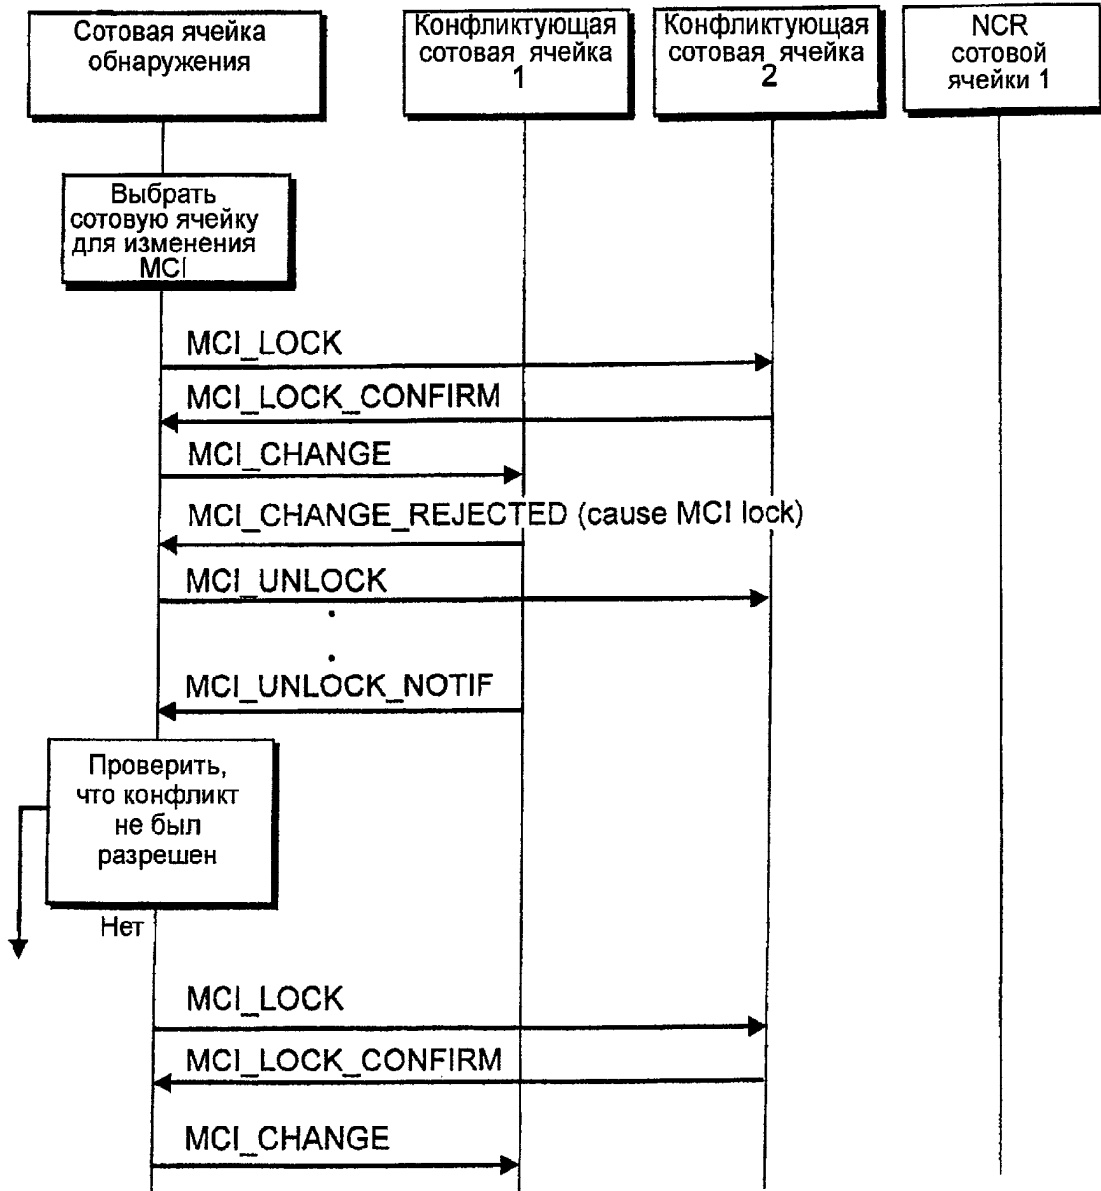 Сотовая ячейка
обнаружения
Конфликтующая
сотовая ячейка
1
Конфликтующая
сотовая ячейка
2
NCR
сотовой
ячейки 1
Выбрать
сотовую ячейку
для изменения
MCI
MCI_LOCK
MCI_LOCK_CONFIRM
MCI_CHANGE
MCI_CHANGE_REJECTED (cause MCI lock)
MCI_UNLOCK
MCI_UNLOCK_NOTIF
Проверить,
что конфликт
не был
разрешен
Нет
MCI_LOCK
MCI_LOCK_CONFIRM
MCI_CHANGE